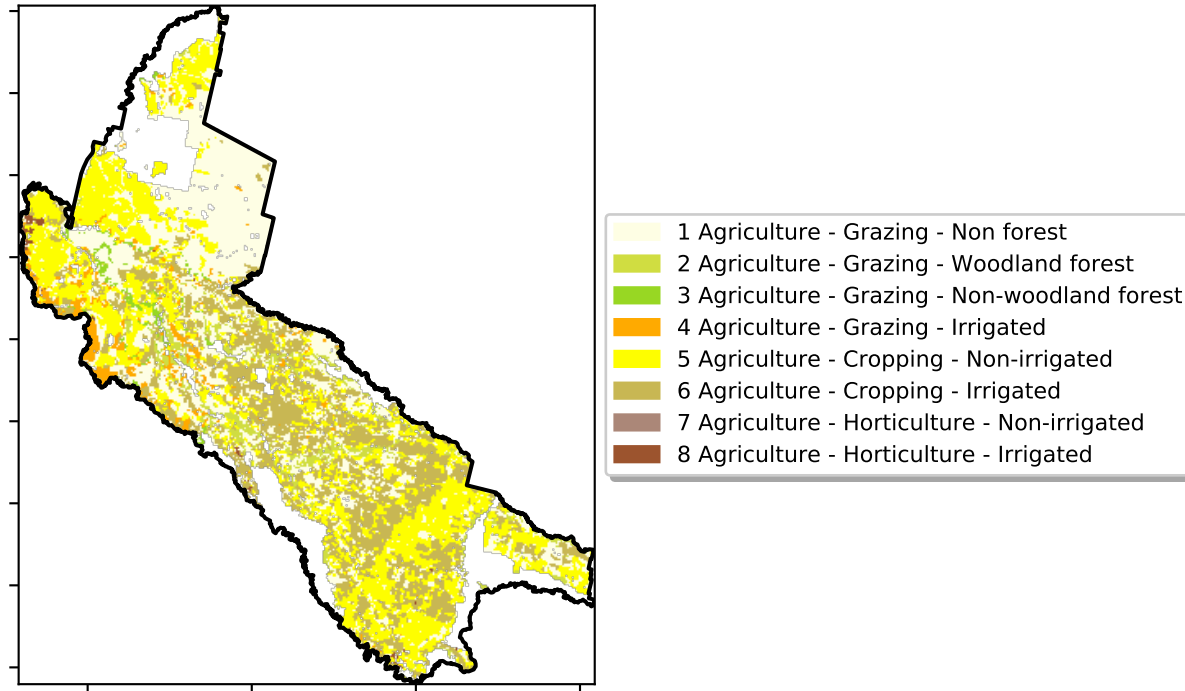 1 Agriculture - Grazing - Non forest
2 Agriculture - Grazing - Woodland forest
3 Agriculture - Grazing - Non-woodland forest
4 Agriculture - Grazing - Irrigated
5 Agriculture - Cropping - Non-irrigated
6 Agriculture - Cropping - Irrigated
7 Agriculture - Horticulture - Non-irrigated
8 Agriculture - Horticulture - Irrigated